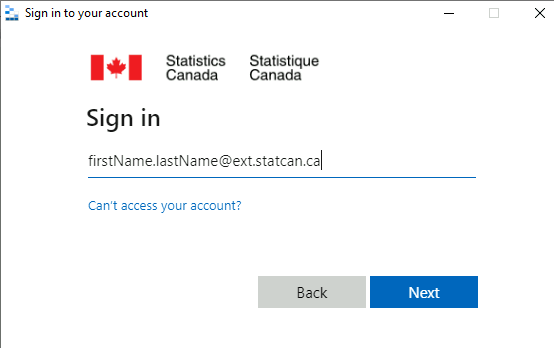 Sign in to your account
Statistics Statistique
Canada Canada
Sign in
firstName.lastName@ext.statcan.ca
Can't access your account?
Back Next